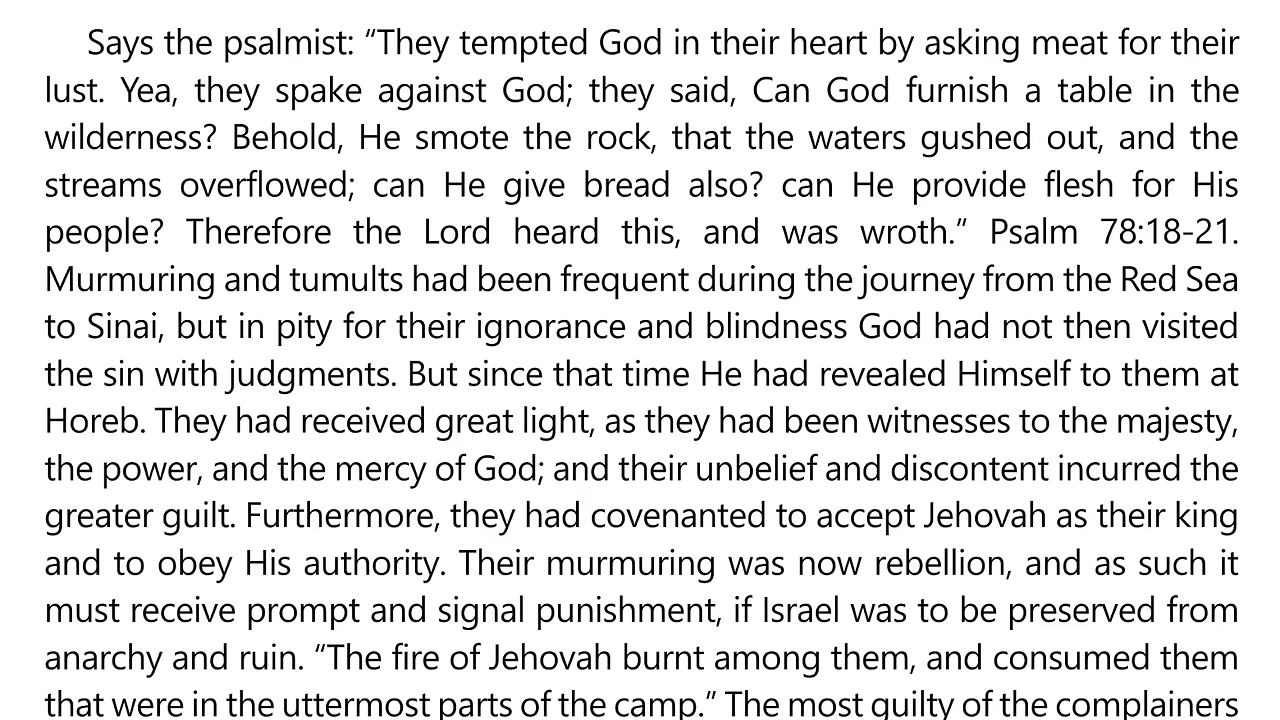 Says the psalmist: “They tempted God in their heart by asking meat for their
lust. Yea, they spake against God; they said, Can God furnish a table in the
wilderness? Behold, He smote the rock, that the waters gushed out, and the
streams overflowed; can He give bread also? can He provide flesh for His
people? Therefore the Lord heard this, and was wroth.” Psalm 78:18-21.
Murmuring and tumults had been frequent during the journey from the Red Sea
to Sinai, but in pity for their ignorance and blindness God had not then visited
the sin with judgments. But since that time He had revealed Himself to them at
Horeb. They had received great light, as they had been witnesses to the majesty,
the power, and the mercy of God; and their unbelief and discontent incurred the
greater guilt. Furthermore, they had covenanted to accept Jehovah as their king
and to obey His authority. Their murmuring was now rebellion, and as such it
must receive prompt and signal punishment, if Israel was to be preserved from
anarchy and ruin. “The fire of Jehovah burnt among them, and consumed them
that were in the uttermost parts of the camp.” The most guilty of the complainers